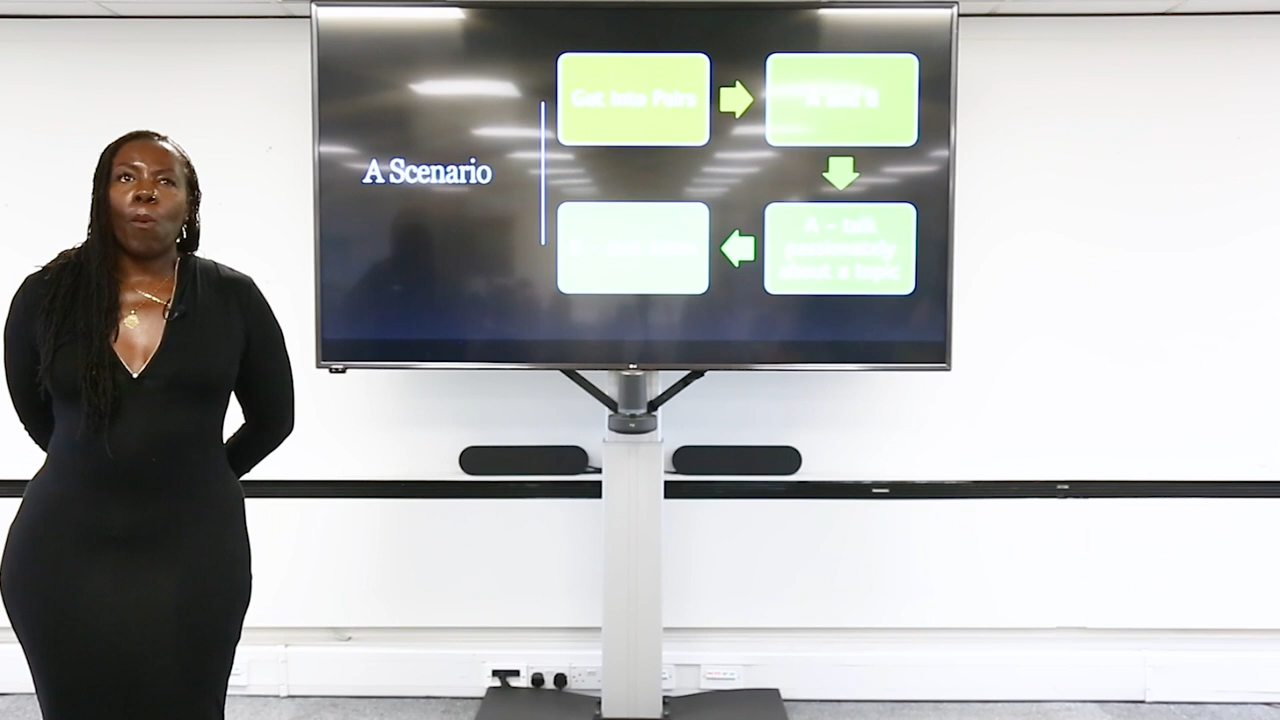 A Scenario
Get into Pairs
A and B
A – talk
passionately
about a topic